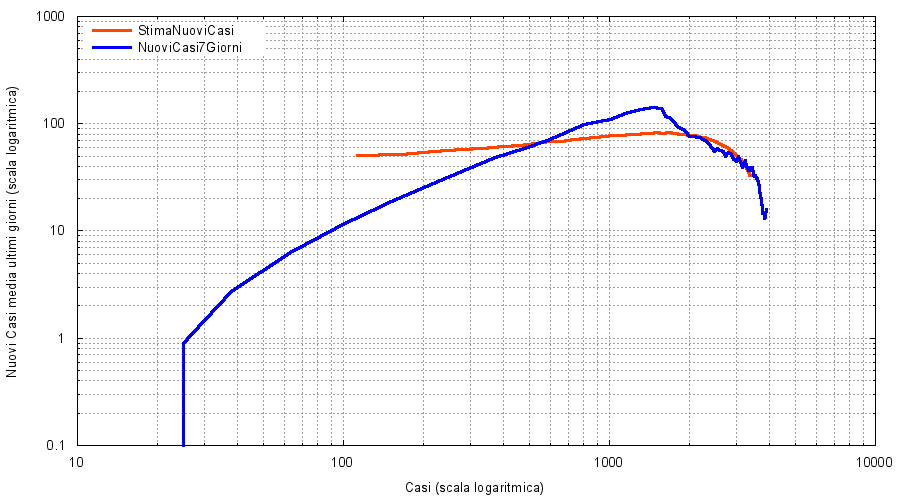 1000
StimaNuoviCasi
NuoviCasi7Giorni
100
10
1
0.1
Nuovi Casi media ultimi giorni (scala logaritmica)
10
100
1000
10000
Casi (scala logaritmica)